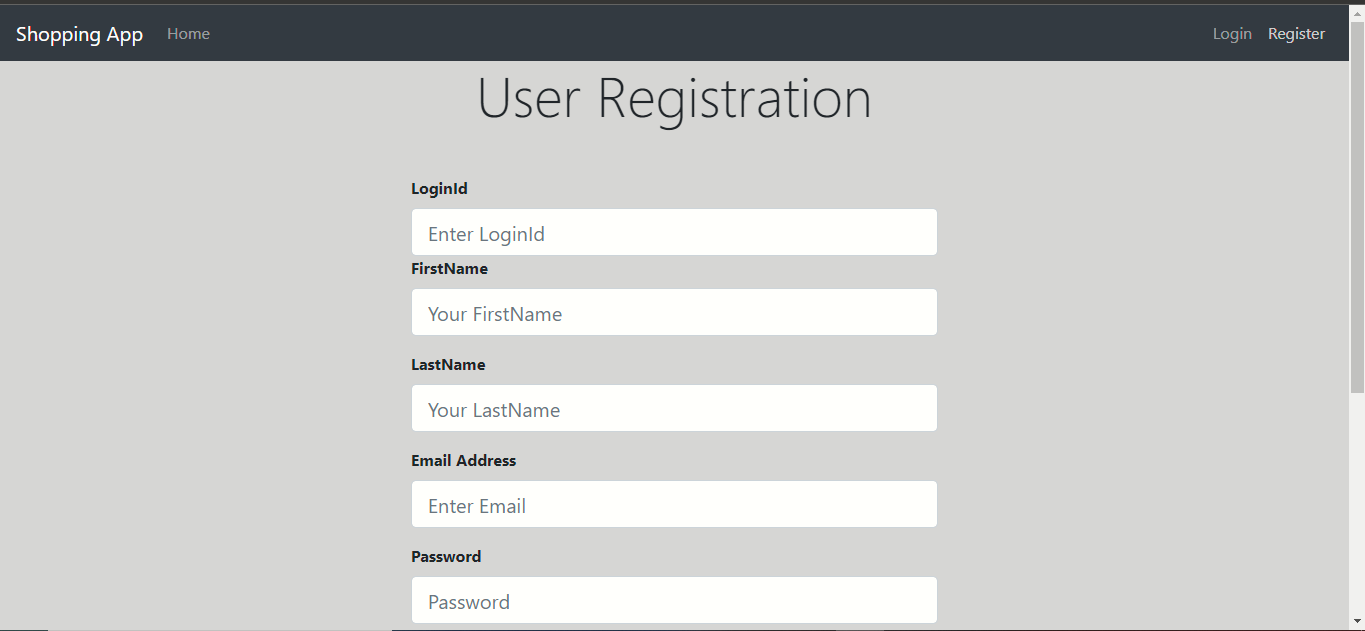 Shopping App Home Login Register
User Registration
LoginId
Enter LoginId
FirstName
Your FirstName
LastName
Your LastName
Email Address
Enter Email
Password
Password